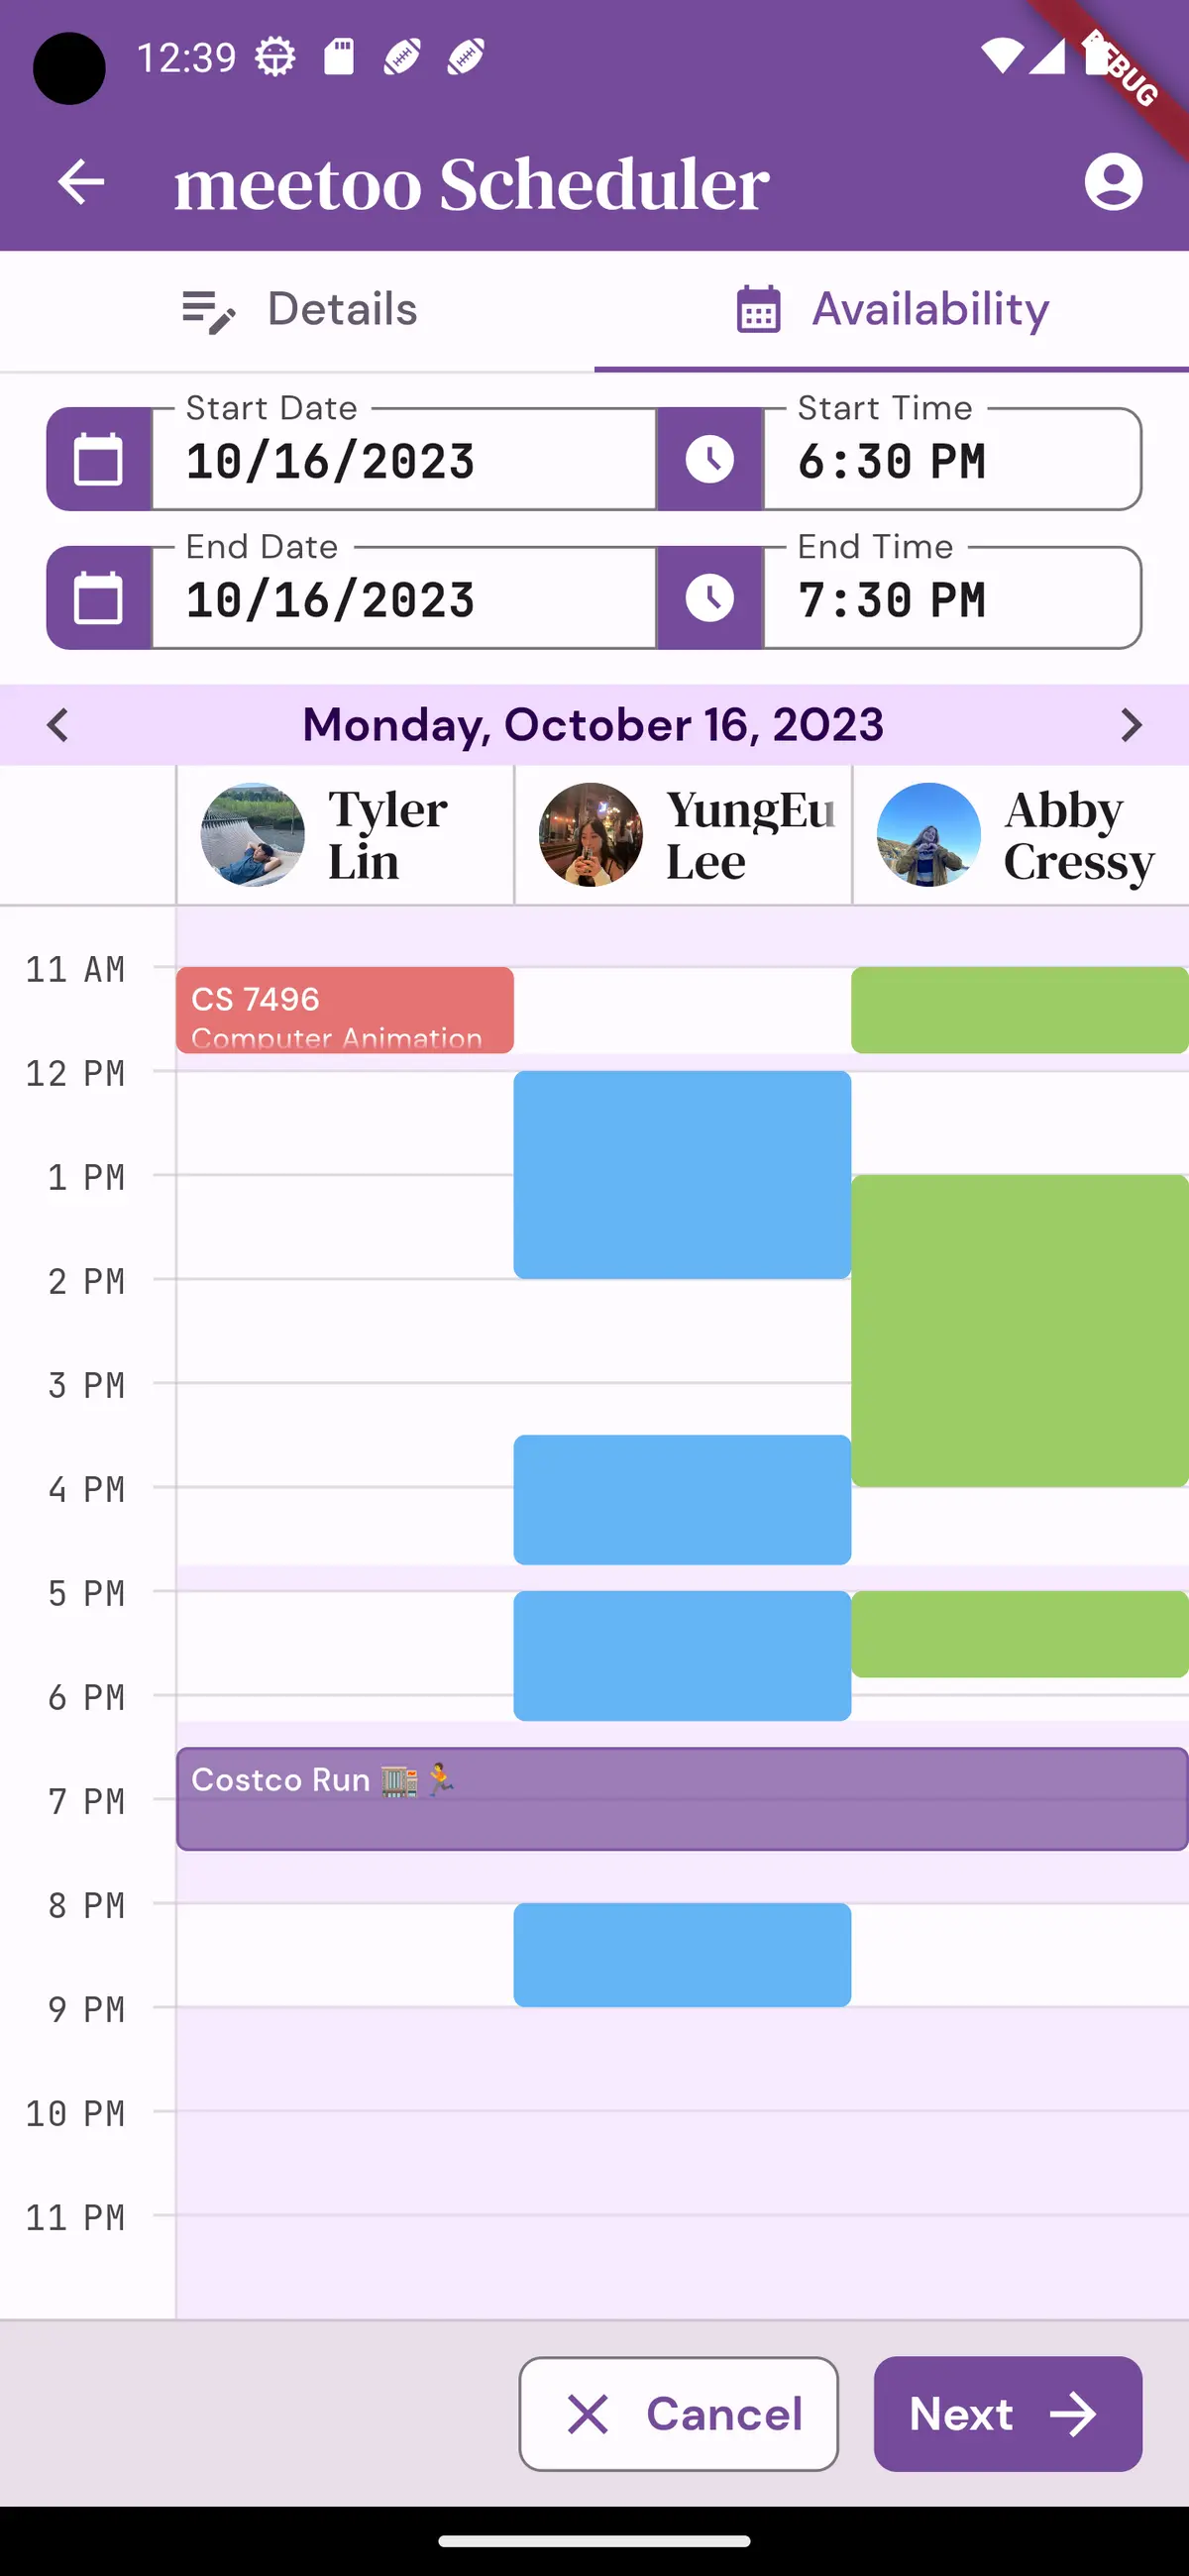 12:39
DEBUG
meetoo Scheduler
Details
Availability
Start Date
10/16/2023
Start Time
6:30 PM
End Date
10/16/2023
End Time
7:30 PM
Monday, October 16, 2023
Tyler
Lin
YungEu
Lee
Abby
Cressy
11 AM
CS 7496
Computer Animation
12 PM
1 PM
2 PM
3 PM
4 PM
5 PM
6 PM
Costco Run 🏬🏃
7 PM
8 PM
9 PM
10 PM
11 PM
Cancel
Next